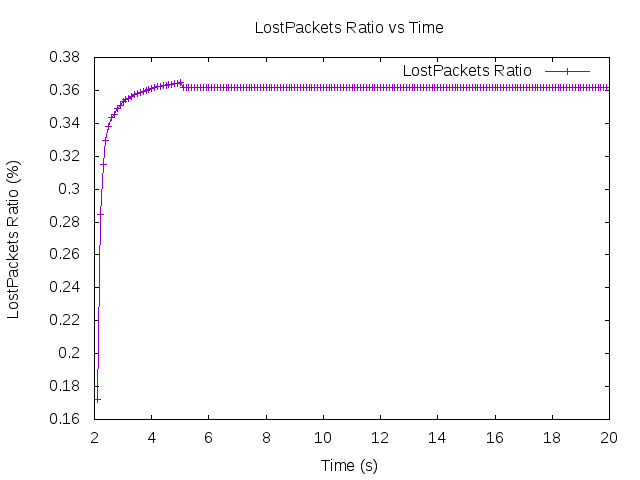 LostPackets Ratio vs Time
LostPackets Ratio
LostPackets Ratio (%)
0.38
0.36
0.34
0.32
0.3
0.28
0.26
0.24
0.22
0.2
0.18
0.16
2 4 6 8 10 12 14 16 18 20
Time (s)